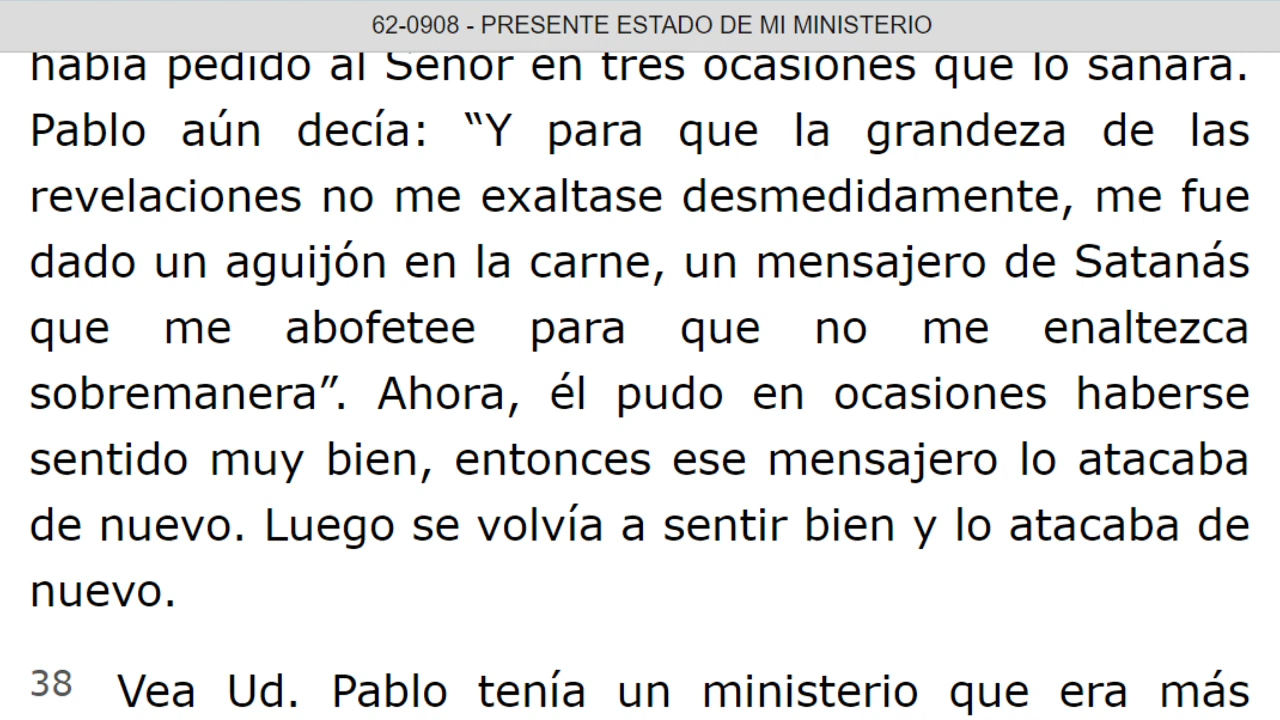 62-0908 - PRESENTE ESTADO DE MI MINISTERIO
había pedido al Señor en tres ocasiones que lo sanara.
Pablo aún decía: “Y para que la grandeza de las
revelaciones no me exaltase desmedidamente, me fue
dado un aguijón en la carne, un mensajero de Satanás
que me abofetee para que no me enaltezca
sobremanera”. Ahora, él pudo en ocasiones haberse
sentido muy bien, entonces ese mensajero lo atacaba
de nuevo. Luego se volvía a sentir bien y lo atacaba de
nuevo.
38 Vea Ud. Pablo tenía un ministerio que era más